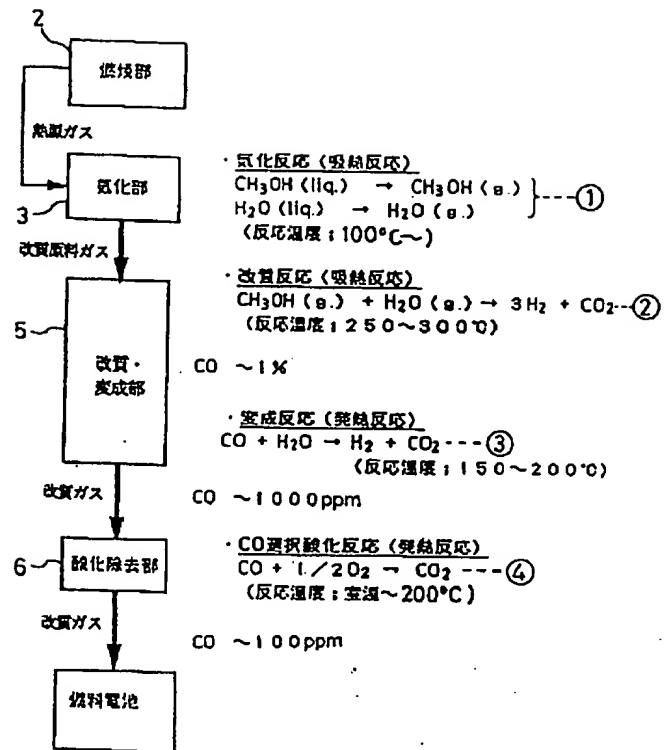 2
燃焼部
熱源ガス
3
気化部
・気化反応(吸熱反応)
CH3OH (liq.) → CH3OH (g.)
H2O (liq.) → H2O (g.)
---①
(反応温度;100°C~)
改質原料ガス
・改質反応(吸熱反応)
CH3OH (g.) + H2O (g.) → 3H2 + CO2---②
(反応温度;250~300℃)
5
改質・
変成部
CO ~1%
・変成反応(発熱反応)
CO + H2O → H2 + CO2---③
(反応温度;150~200℃)
改質ガス
CO ~1000ppm
6
酸化除去部
・CO選択酸化反応(発熱反応)
CO + 1/2O2 → CO2 ---④
(反応温度;室温~200°C)
改質ガス
CO ~100ppm
燃料電池